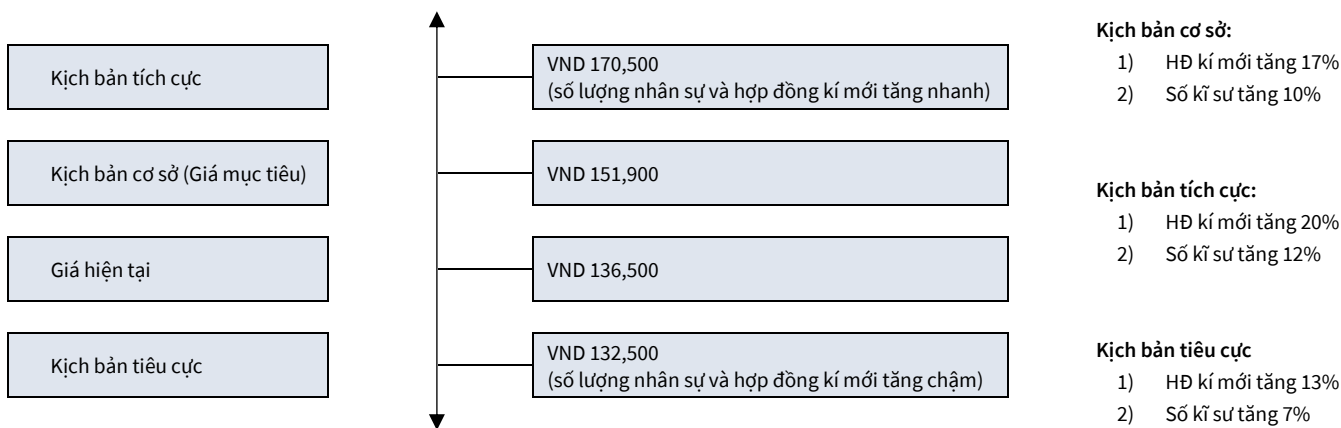 Kịch bản tích cực
VND 170,500
(số lượng nhân sự và hợp đồng kí mới tăng nhanh)
Kịch bản cơ sở (Giá mục tiêu)
VND 151,900
Giá hiện tại
VND 136,500
Kịch bản tiêu cực
VND 132,500
(số lượng nhân sự và hợp đồng kí mới tăng chậm)
Kịch bản cơ sở:
1) HĐ kí mới tăng 17%
2) Số kĩ sư tăng 10%
Kịch bản tích cực:
1) HĐ kí mới tăng 20%
2) Số kĩ sư tăng 12%
Kịch bản tiêu cực
1) HĐ kí mới tăng 13%
2) Số kĩ sư tăng 7%